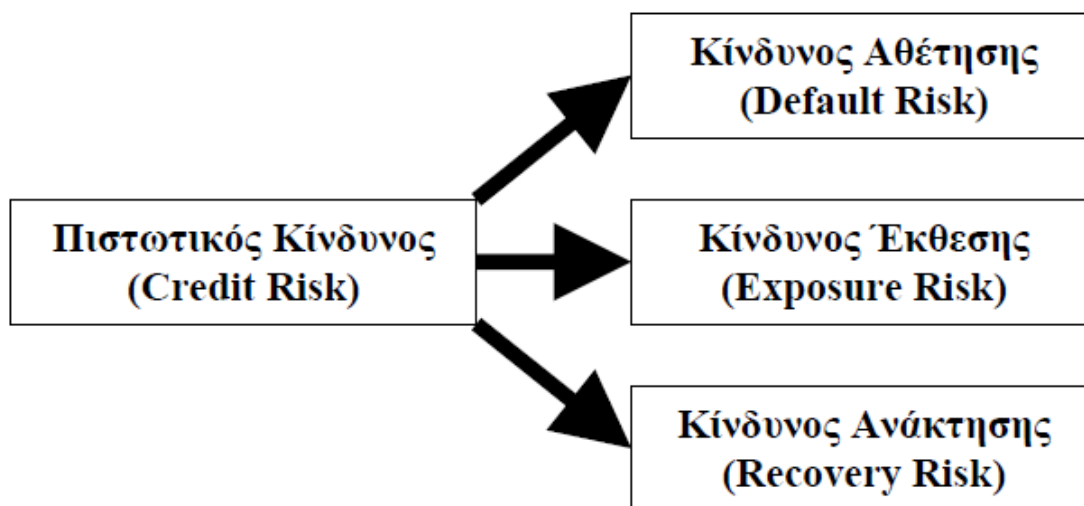 Κίνδυνος Αθέτησης
(Default Risk)
Πιστωτικός Κίνδυνος
(Credit Risk)
Κίνδυνος Έκθεσης
(Exposure Risk)
Κίνδυνος Ανάκτησης
(Recovery Risk)